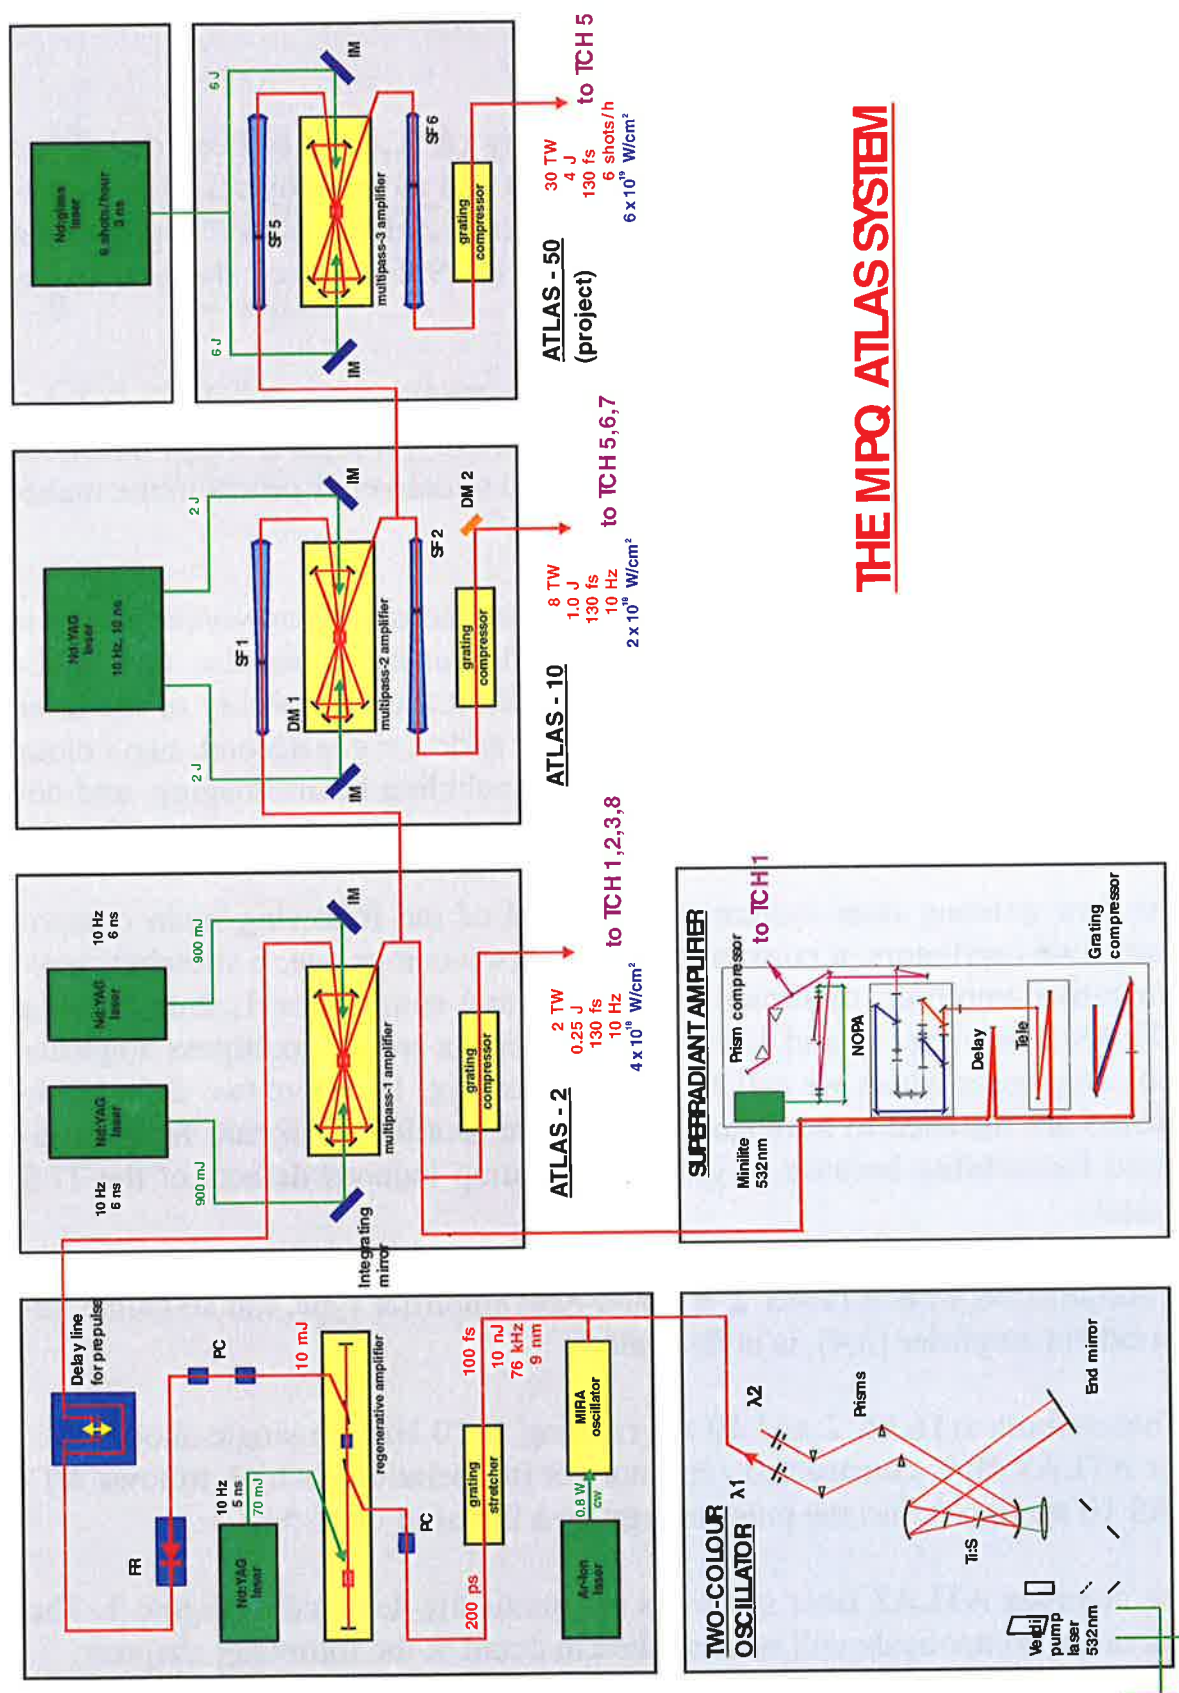 THE MPQ ATLAS SYSTEM
Delay line
for prepulse
FR
PC
10 mJ
Nd:YAG
laser
10 Hz
5 ns
70 mJ
regenerative amplifier
PC
200 ps
grating
stretcher
100 fs
10 nJ
76 kHz
9 nm
Ar-Ion
laser
0.8 W
cw
MIRA
oscillator
10 Hz
6 ns
Nd:YAG
laser
900 mJ
10 Hz
6 ns
Nd:YAG
laser
900 mJ
IM
Integrating
mirror
multipass-1 amplifier
grating
compressor
ATLAS - 2
2 TW
0.25 J
130 fs
10 Hz
4 x 10¹⁸ W/cm²
to TCH 1,2,3,8
Nd:YAG
laser
10 Hz, 10 ns
2 J
2 J
SF 1
IM
DM 1
IM
multipass-2 amplifier
SF 2
grating
compressor
DM 2
ATLAS - 10
8 TW
1.0 J
130 fs
10 Hz
2 x 10¹⁹ W/cm²
to TCH 5,6,7
Nd:glass
laser
6 shots/hour
3 ns
6 J
6 J
SF 5
IM
IM
multipass-3 amplifier
SF 6
grating
compressor
ATLAS - 50
(project)
30 TW
4 J
130 fs
6 shots/h
6 x 10¹⁹ W/cm²
to TCH 5
TWO-COLOUR
OSCILLATOR
λ1
λ2
Prisms
Ti:S
End mirror
Verdi
pump
laser
532nm
SUPERRADIANT AMPLIFIER
Minilite
532nm
Prism compressor
to TCH 1
NOPA
Delay
Tele
Grating
compressor